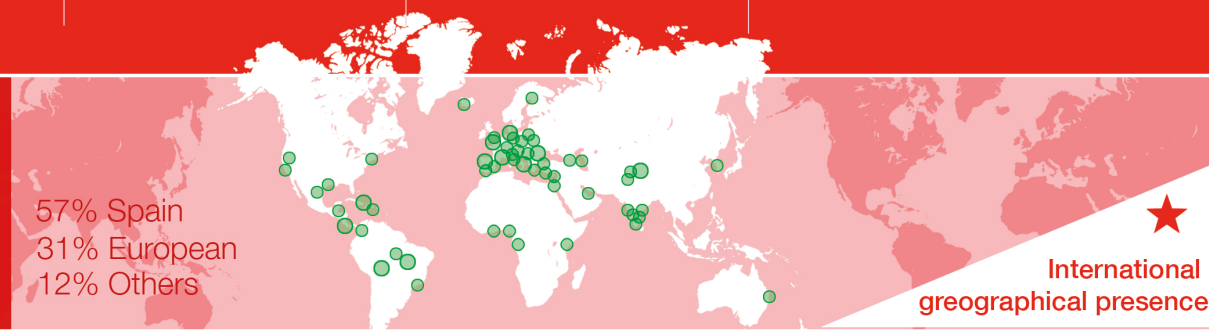 57% Spain
31% European
12% Others
International
greographical presence